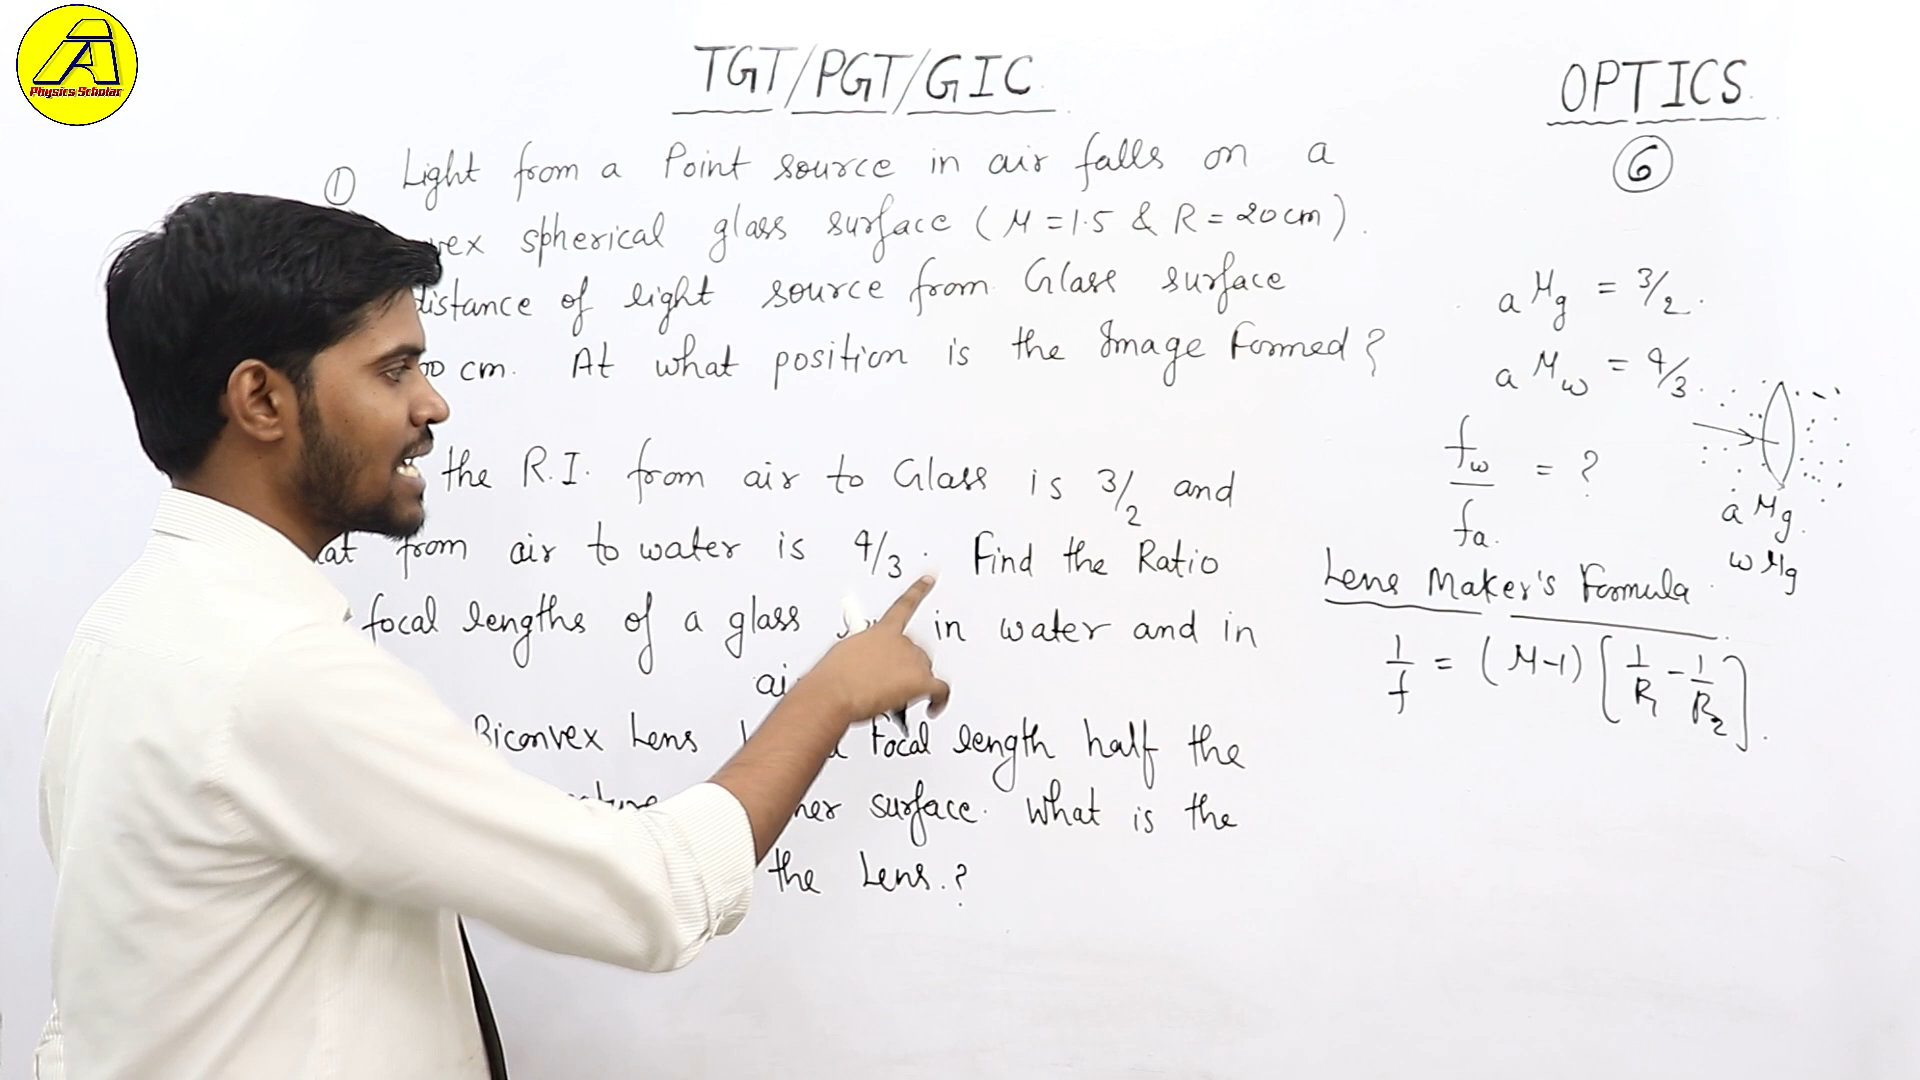 A
Physics Scholar
TGT/PGT/GIC
OPTICS
6
① Light from a Point source in air falls on a
spherical glass surface (μ = 1.5 & R = 20 cm).
distance of light source from Glass surface
cm. At what position is the Image Formed?
the R.I. from air to Glass is 3/2 and
from air to water is 4/3. Find the Ratio
focal lengths of a glass in water and in
Biconvex Lens Focal length half the
surface. What is the
the Lens.?
aμg = 3/2.
aμw = 4/3.
fw/fa = ?
aμg.
wμg
Lens Maker's Formula
1/f = (μ-1) [1/R1 - 1/R2].